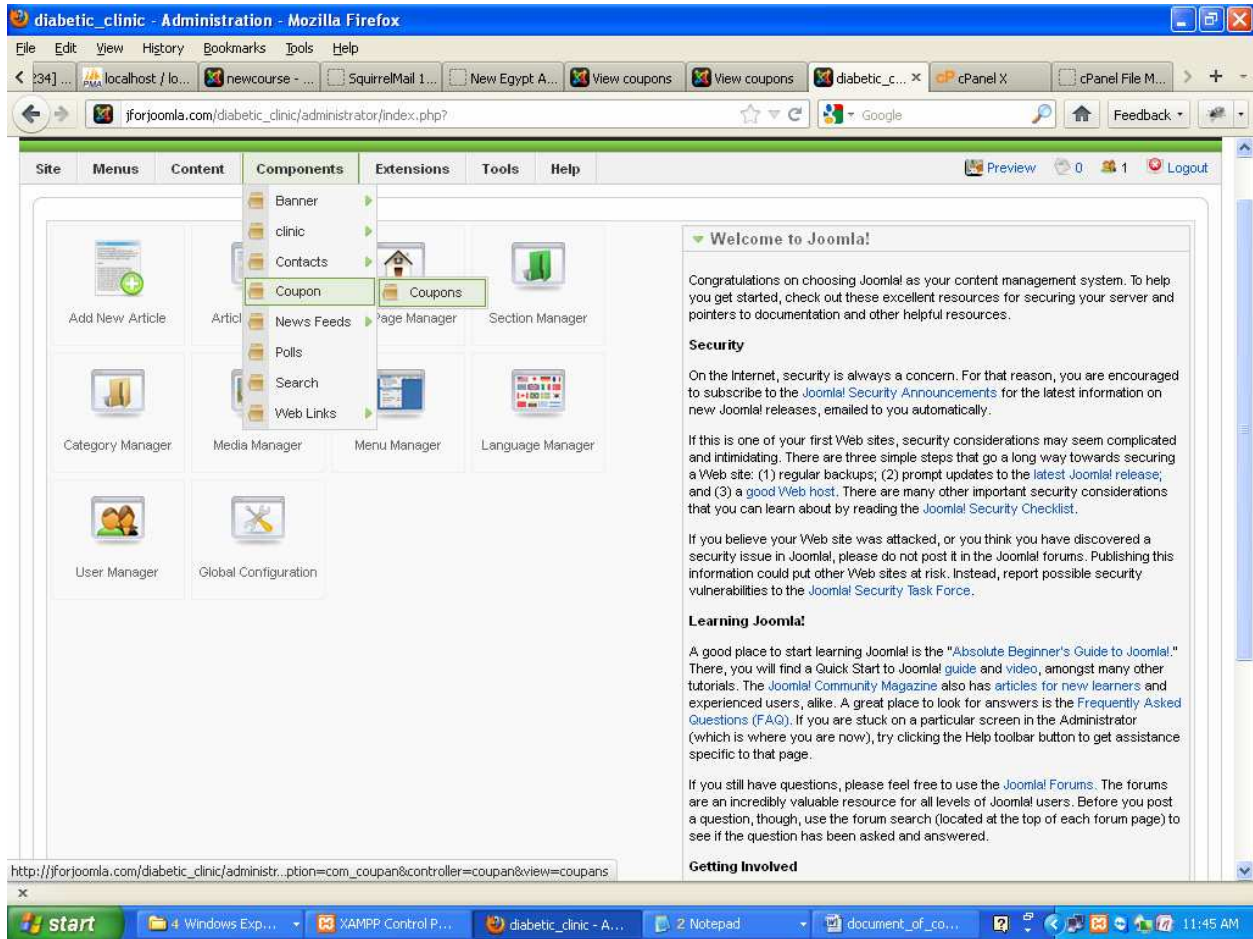 diabetic_clinic - Administration - Mozilla Firefox
File Edit View History Bookmarks Tools Help
234] ... localhost / lo... newcourse - ... SquirrelMail 1... New Egypt A... View coupons View coupons diabetic_c... cPanel X cPanel File M...
jforjoomla.com/diabetic_clinic/administrator/index.php?
Google
Feedback
Site Menus Content Components Extensions Tools Help
Preview 0 1 Logout
Banner
clinic
Contacts
Coupon
Coupons
News Feeds
Polls
Search
Web Links
Add New Article
Articl
Page Manager
Section Manager
Category Manager
Media Manager
Menu Manager
Language Manager
User Manager
Global Configuration
Welcome to Joomla!
Congratulations on choosing Joomla! as your content management system. To help
you get started, check out these excellent resources for securing your server and
pointers to documentation and other helpful resources.
Security
On the Internet, security is always a concern. For that reason, you are encouraged
to subscribe to the Joomla! Security Announcements for the latest information on
new Joomla! releases, emailed to you automatically.
If this is one of your first Web sites, security considerations may seem complicated
and intimidating. There are three simple steps that go a long way towards securing
a Web site: (1) regular backups; (2) prompt updates to the latest Joomla! release;
and (3) a good Web host. There are many other important security considerations
that you can learn about by reading the Joomla! Security Checklist.
If you believe your Web site was attacked, or you think you have discovered a
security issue in Joomla!, please do not post it in the Joomla! forums. Publishing this
information could put other Web sites at risk. Instead, report possible security
vulnerabilities to the Joomla! Security Task Force.
Learning Joomla!
A good place to start learning Joomla! is the "Absolute Beginner's Guide to Joomla!."
There, you will find a Quick Start to Joomla! guide and video, amongst many other
tutorials. The Joomla! Community Magazine also has articles for new learners and
experienced users, alike. A great place to look for answers is the Frequently Asked
Questions (FAQ). If you are stuck on a particular screen in the Administrator
(which is where you are now), try clicking the Help toolbar button to get assistance
specific to that page.
If you still have questions, please feel free to use the Joomla! Forums. The forums
are an incredibly valuable resource for all levels of Joomla! users. Before you post
a question, though, use the forum search (located at the top of each forum page) to
see if the question has been asked and answered.
Getting Involved
http://jforjoomla.com/diabetic_clinic/administr...ption=com_coupan&controller=coupan&view=coupans
start 4 Windows Exp... XAMPP Control P... diabetic_clinic - A... 2 Notepad document_of_co... 11:45 AM